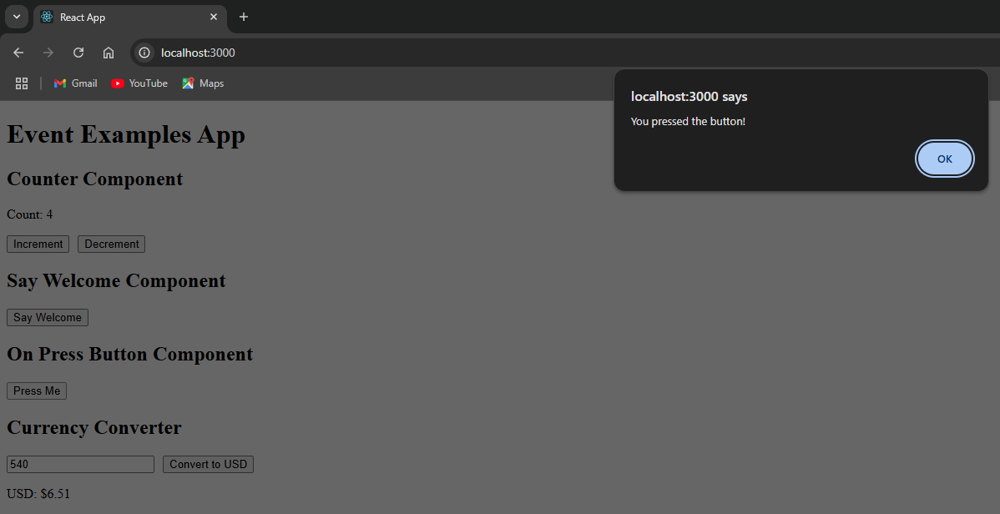 React App
localhost:3000
Gmail YouTube Maps
localhost:3000 says
You pressed the button!
OK
Event Examples App
Counter Component
Count: 4
Increment Decrement
Say Welcome Component
Say Welcome
On Press Button Component
Press Me
Currency Converter
540 Convert to USD
USD: $6.51